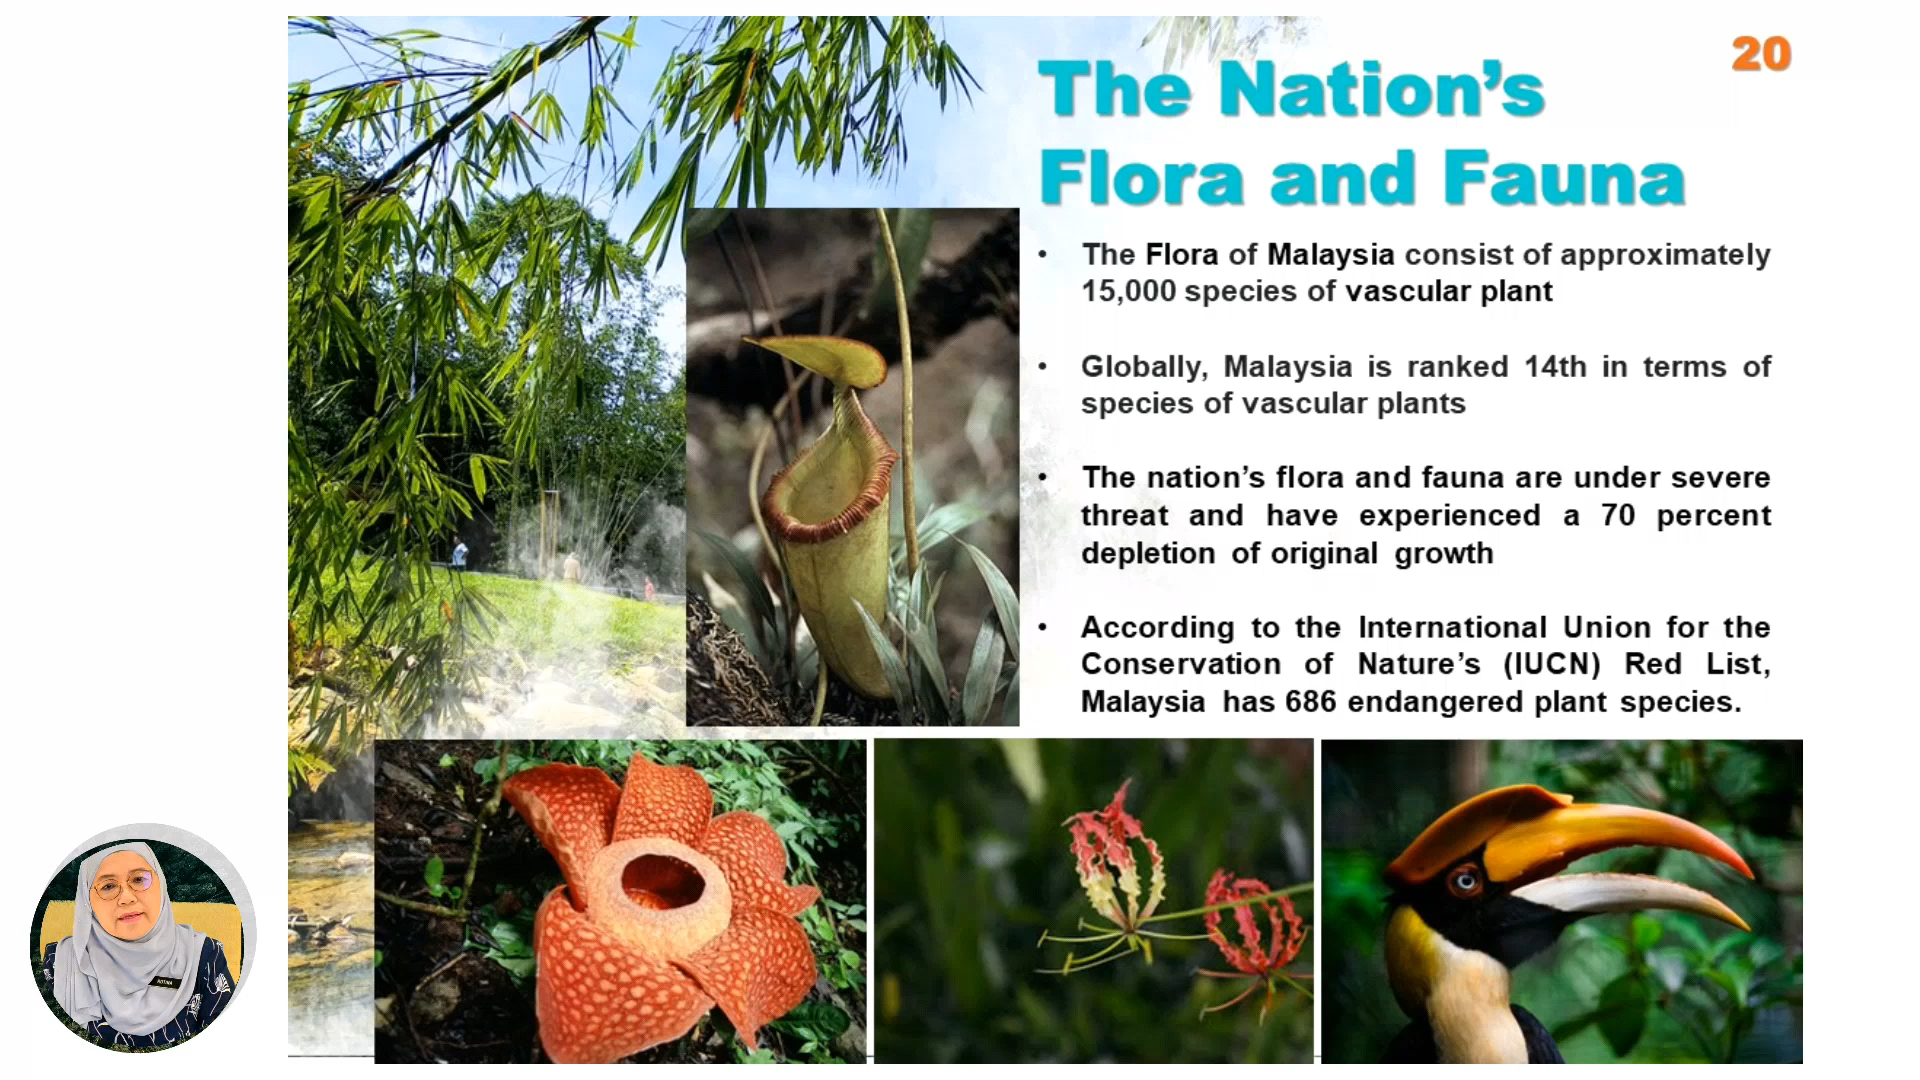 20
The Nation’s
Flora and Fauna
• The Flora of Malaysia consist of approximately
15,000 species of vascular plant
• Globally, Malaysia is ranked 14th in terms of
species of vascular plants
• The nation’s flora and fauna are under severe
threat and have experienced a 70 percent
depletion of original growth
• According to the International Union for the
Conservation of Nature’s (IUCN) Red List,
Malaysia has 686 endangered plant species.